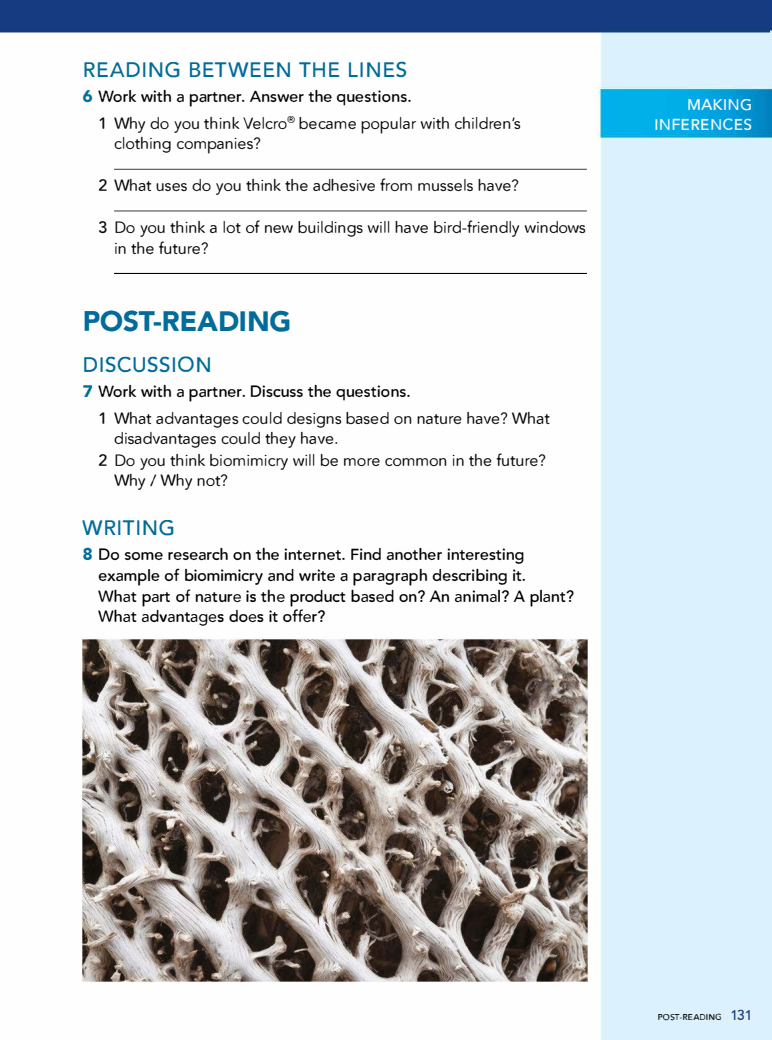 READING BETWEEN THE LINES
6 Work with a partner. Answer the questions.
1 Why do you think Velcro® became popular with children's
clothing companies?
2 What uses do you think the adhesive from mussels have?
3 Do you think a lot of new buildings will have bird-friendly windows
in the future?
MAKING
INFERENCES
POST-READING
DISCUSSION
7 Work with a partner. Discuss the questions.
1 What advantages could designs based on nature have? What
disadvantages could they have.
2 Do you think biomimicry will be more common in the future?
Why / Why not?
WRITING
8 Do some research on the internet. Find another interesting
example of biomimicry and write a paragraph describing it.
What part of nature is the product based on? An animal? A plant?
What advantages does it offer?
POST-READING 131